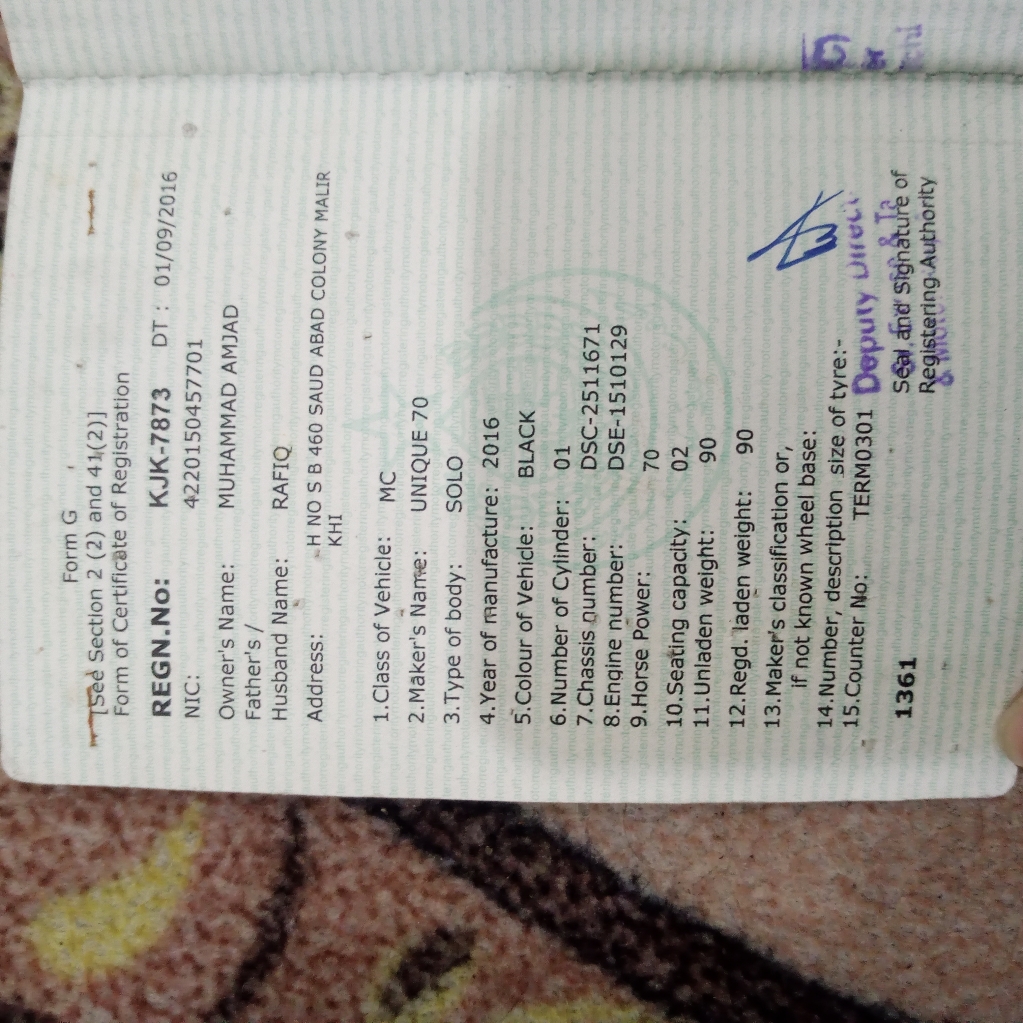 Form G
[See Section 2 (2) and 41(2)]
Form of Certificate of Registration
REGN.No: KJK-7873 DT : 01/09/2016
NIC: 4220150457701
Owner's Name: MUHAMMAD AMJAD
Father's /
Husband Name: RAFIQ
Address: H NO S B 460 SAUD ABAD COLONY MALIR
KHI
1.Class of Vehicle: MC
2.Maker's Name: UNIQUE 70
3.Type of body: SOLO
4.Year of manufacture: 2016
5.Colour of Vehicle: BLACK
6.Number of Cylinder: 01
7.Chassis number: DSC-2511671
8.Engine number: DSE-1510129
9.Horse Power: 70
10.Seating capacity: 02
11.Unladen weight: 90
12.Regd. laden weight: 90
13.Maker's classification or,
if not known wheel base:
14.Number, description size of tyre:-
15.Counter No: TERM0301
Deputy
1361
Seal and Signature of
Registering Authority